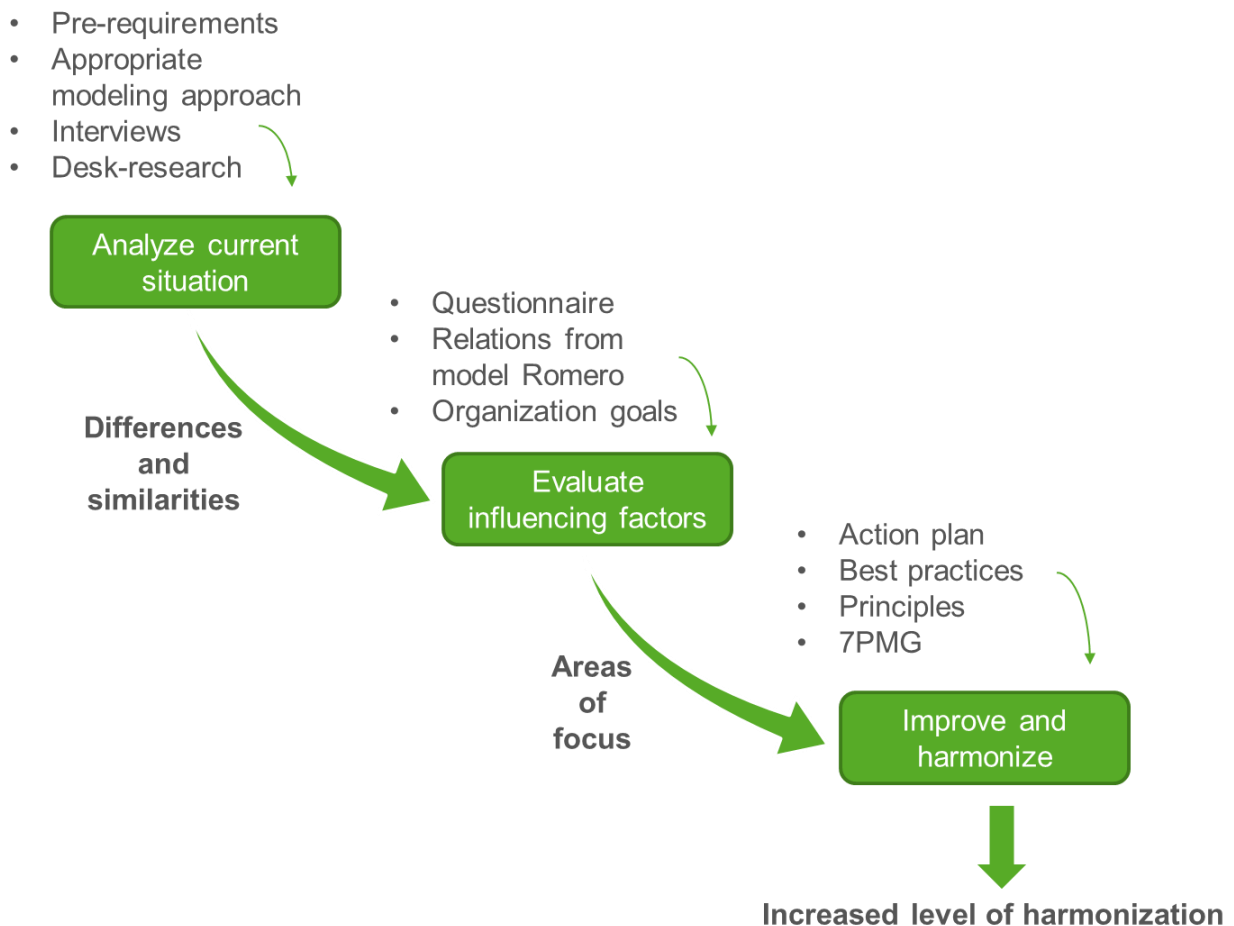 • Pre-requirements
• Appropriate
modeling approach
• Interviews
• Desk-research
Analyze current
situation
• Questionnaire
• Relations from
model Romero
• Organization goals
Differences
and
similarities
Evaluate
influencing factors
• Action plan
• Best practices
• Principles
• 7PMG
Areas
of
focus
Improve and
harmonize
Increased level of harmonization